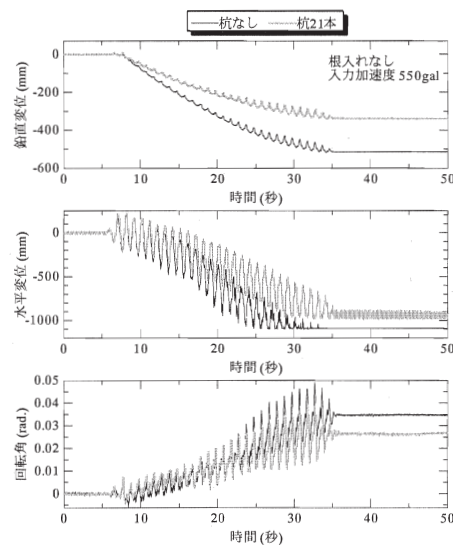 杭なし 杭21本
根入れなし
入力加速度 550gal
鉛直変位 (mm)
0
-200
-400
-600
0 10 20 30 40 50
時間 (秒)
水平変位 (mm)
0
-500
-1000
0 10 20 30 40 50
時間 (秒)
回転角 (rad.)
0.05
0.04
0.03
0.02
0.01
0
0 10 20 30 40 50
時間 (秒)